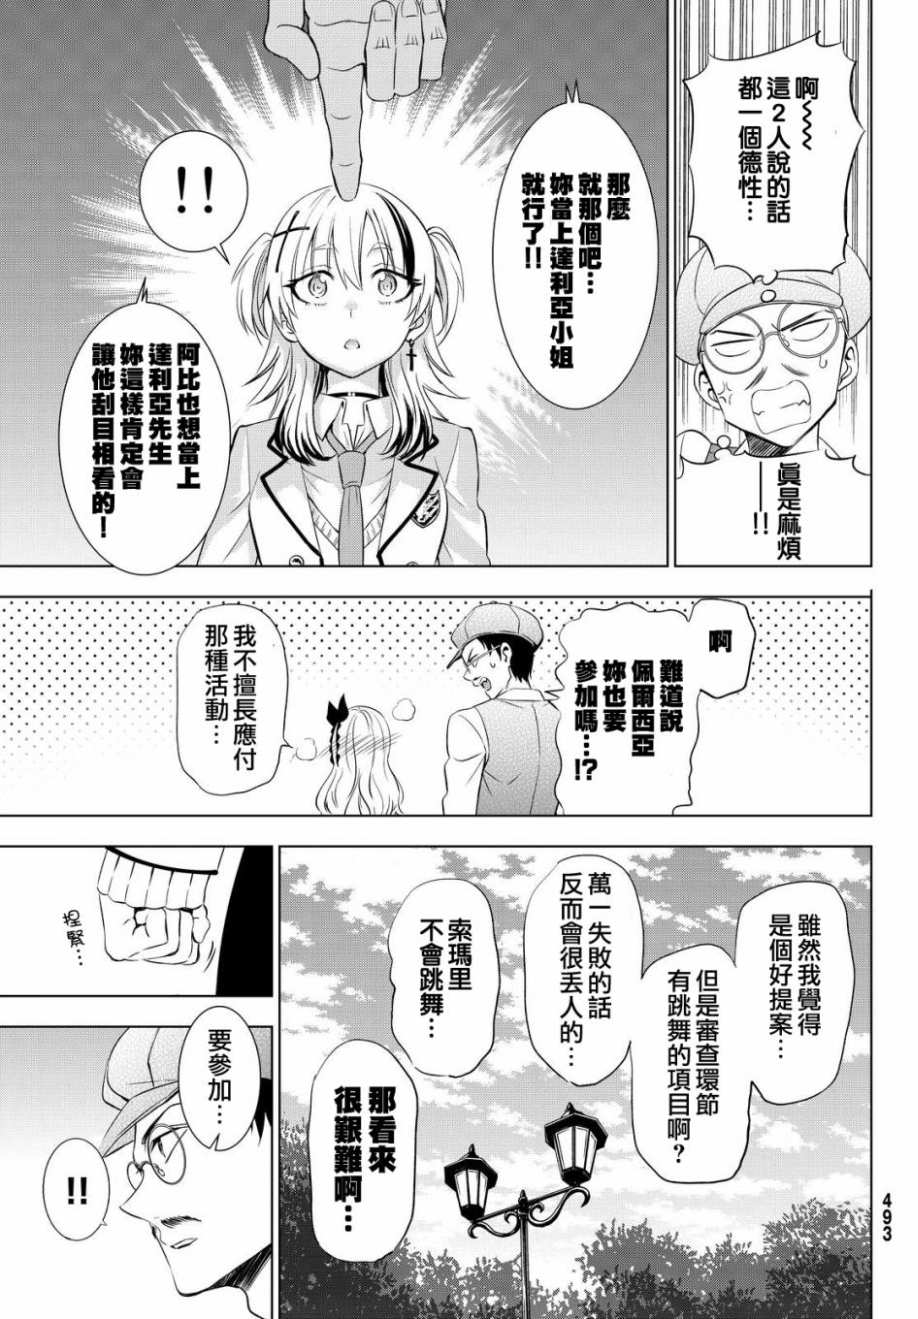 啊~~~~
這2人說的話
都一個德性…
真是麻煩
──!!
那麼
就那個吧…
妳當上達利亞小姐
就行了!!
!!
阿比也想當上
達利亞先生
妳這樣肯定會
讓他刮目相看的!
啊
難道說
佩爾西亞
妳也要
參加嗎…!?
我不擅長應付
那種活動…
雖然我覺得
是個好提案…
但是審查環節
有跳舞的項目啊?
萬一失敗的話
反而會很丟人的…
索瑪里
不會跳舞…
那看來
很艱難啊…
捏緊…
要參加…
!!
493